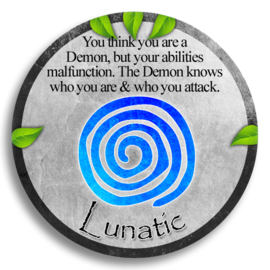 You think you are a
Demon, but your abilities
malfunction. The Demon knows
who you are & who you attack.
Lunatic